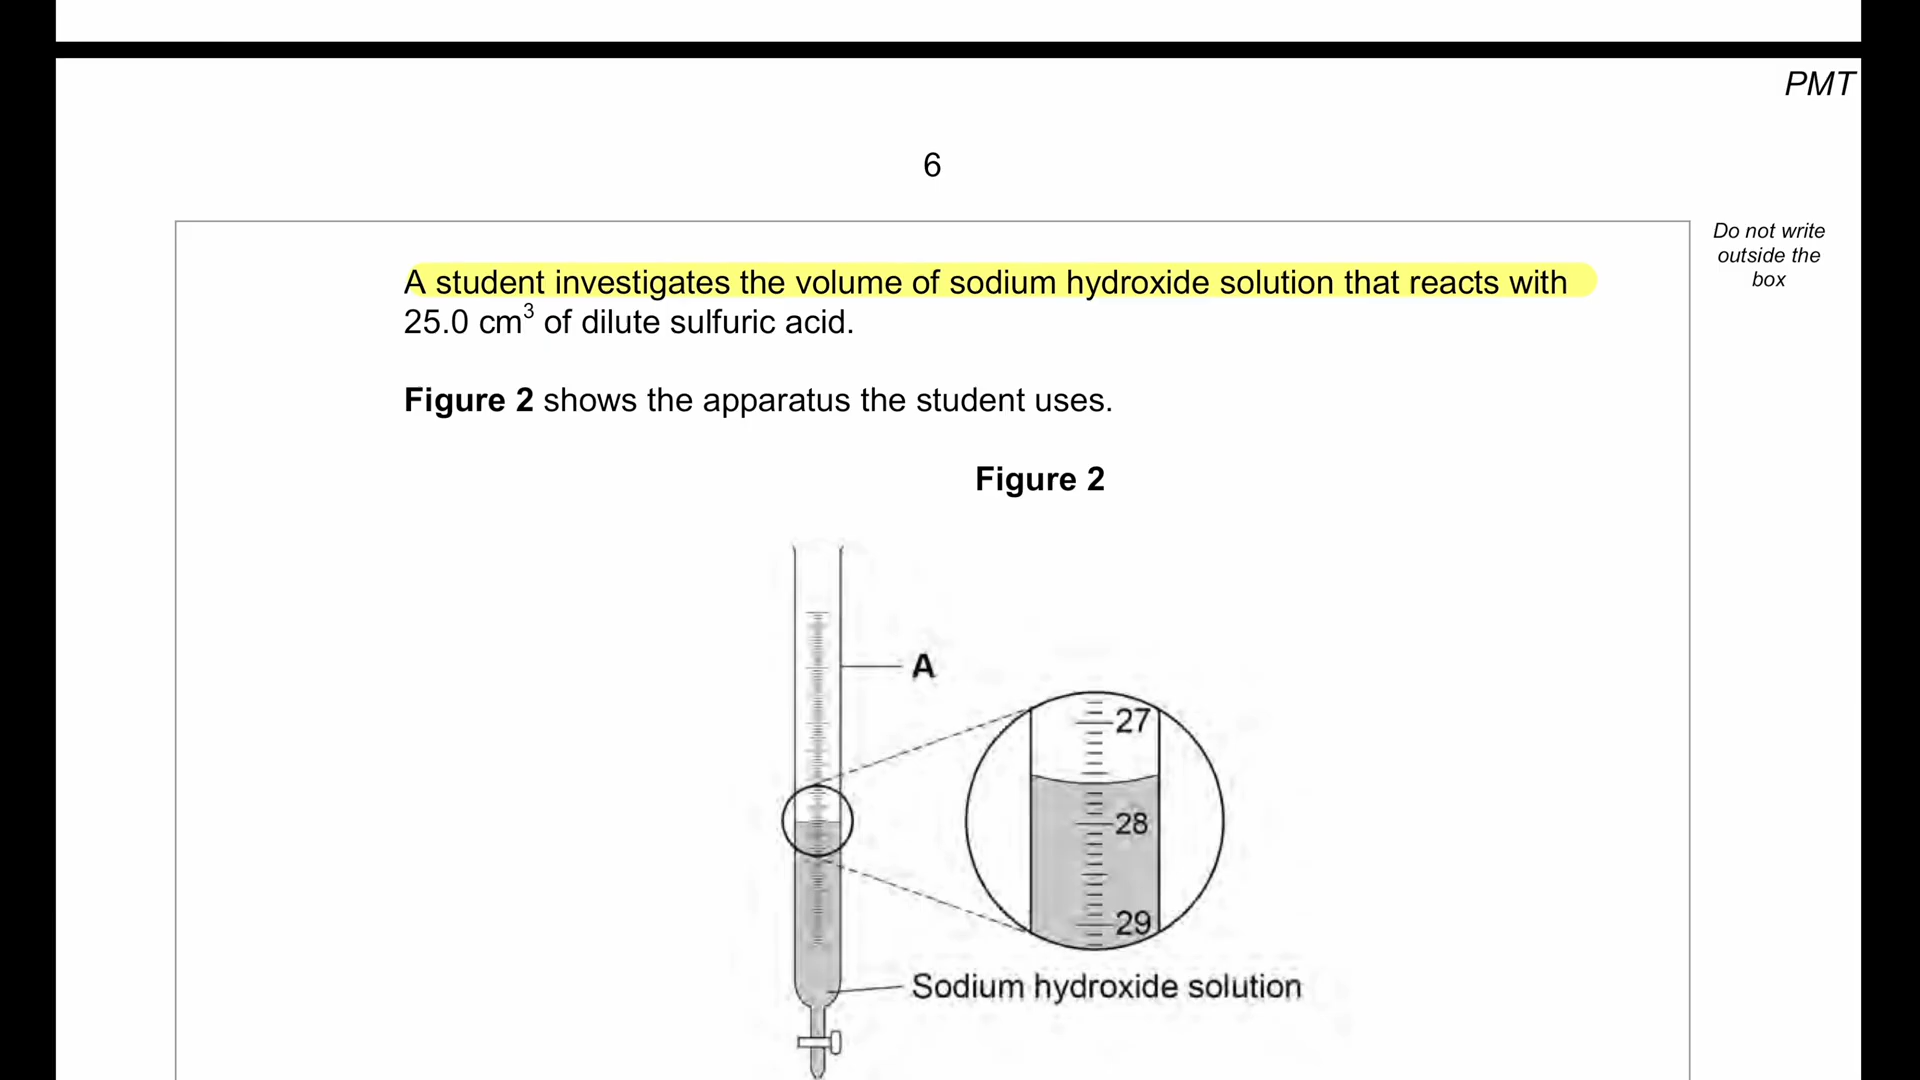 PMT
6
Do not write
outside the
box
A student investigates the volume of sodium hydroxide solution that reacts with
25.0 cm³ of dilute sulfuric acid.
Figure 2 shows the apparatus the student uses.
Figure 2
A
27
28
29
Sodium hydroxide solution